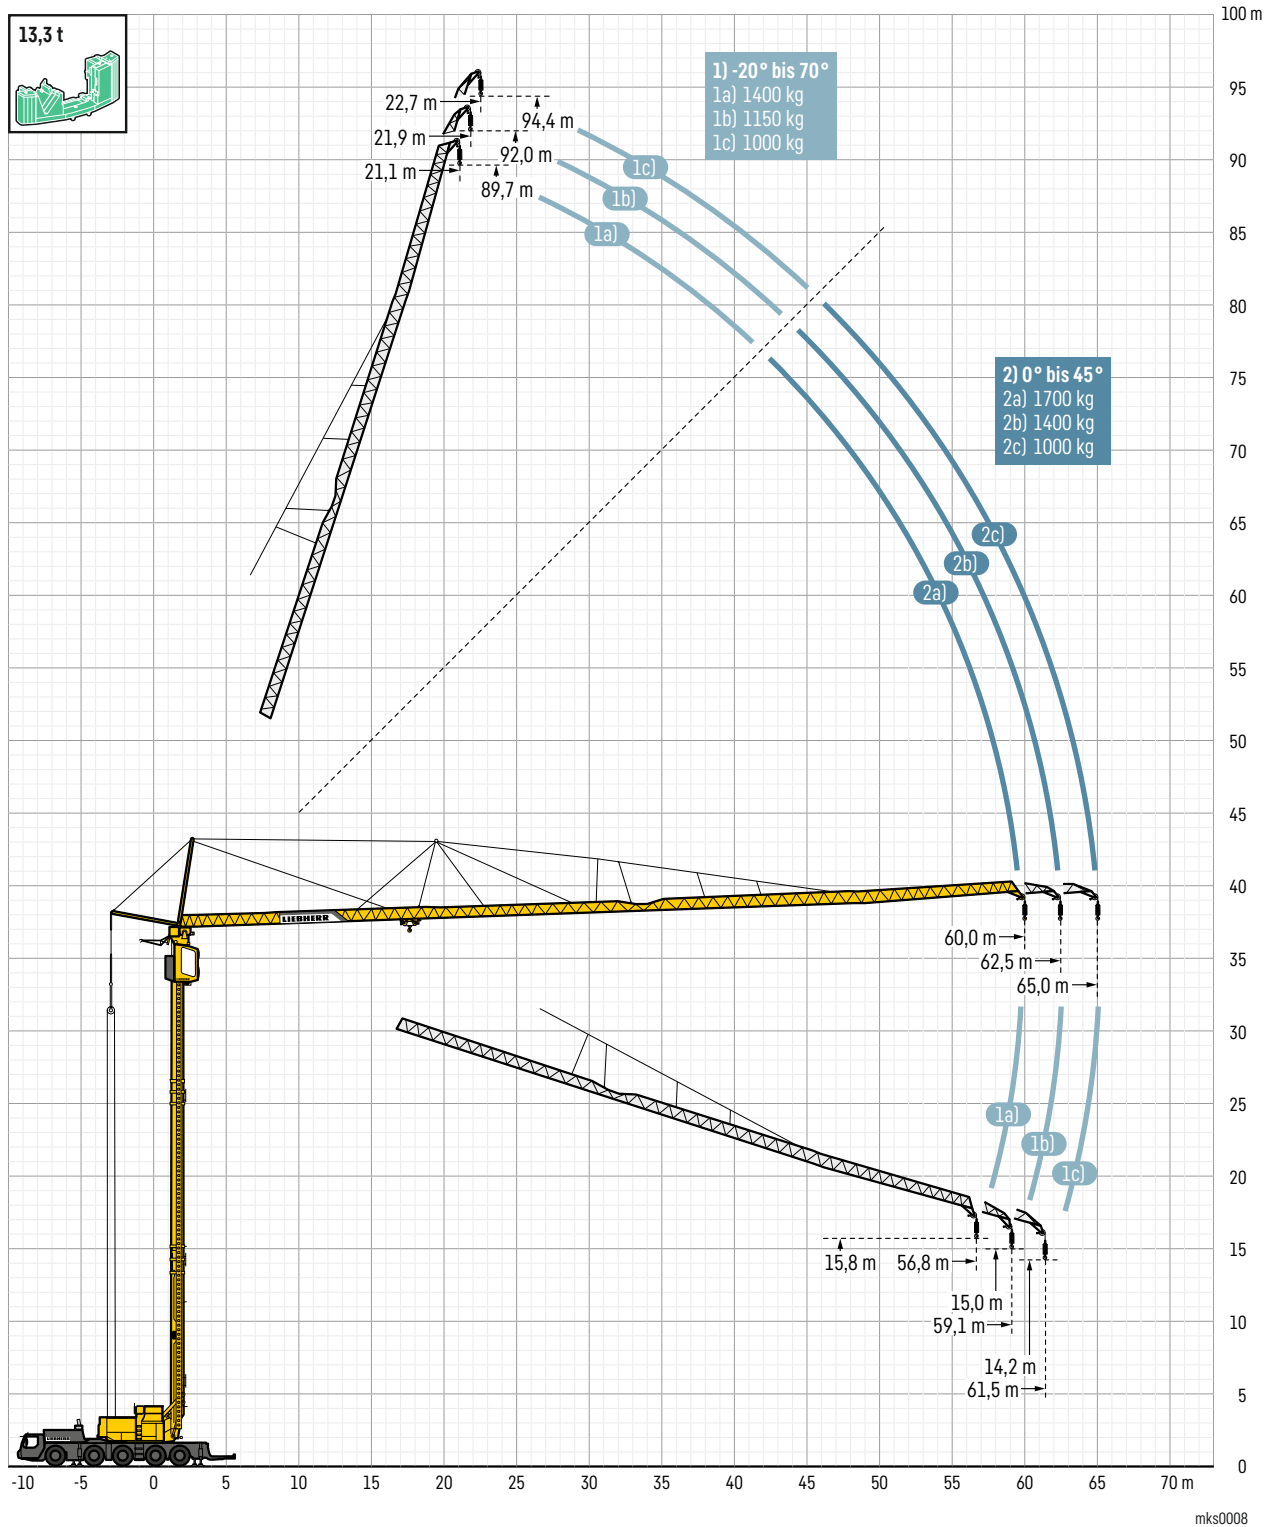 13,3 t
100 m
95
90
85
80
75
70
65
60
55
50
45
40
35
30
25
20
15
10
5
0
22,7 m
94,4 m
21,9 m
92,0 m
21,1 m
89,7 m
1) -20° bis 70°
1a) 1400 kg
1b) 1150 kg
1c) 1000 kg
1c)
1b)
1a)
2) 0° bis 45°
2a) 1700 kg
2b) 1400 kg
2c) 1000 kg
2c)
2b)
2a)
LIEBHERR
60,0 m
62,5 m
65,0 m
1a)
1b)
1c)
15,8 m
56,8 m
15,0 m
59,1 m
14,2 m
61,5 m
LIEBHERR
-10
-5
0
5
10
15
20
25
30
35
40
45
50
55
60
65
70 m
mks0008